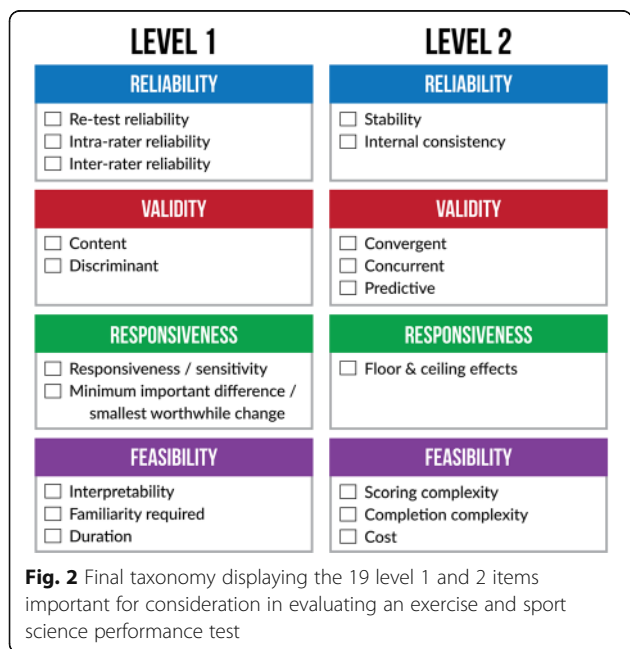 LEVEL 1
RELIABILITY
Re-test reliability
Intra-rater reliability
Inter-rater reliability
VALIDITY
Content
Discriminant
RESPONSIVENESS
Responsiveness / sensitivity
Minimum important difference /
smallest worthwhile change
FEASIBILITY
Interpretability
Familiarity required
Duration
LEVEL 2
RELIABILITY
Stability
Internal consistency
VALIDITY
Convergent
Concurrent
Predictive
RESPONSIVENESS
Floor & ceiling effects
FEASIBILITY
Scoring complexity
Completion complexity
Cost
Fig. 2 Final taxonomy displaying the 19 level 1 and 2 items
important for consideration in evaluating an exercise and sport
science performance test